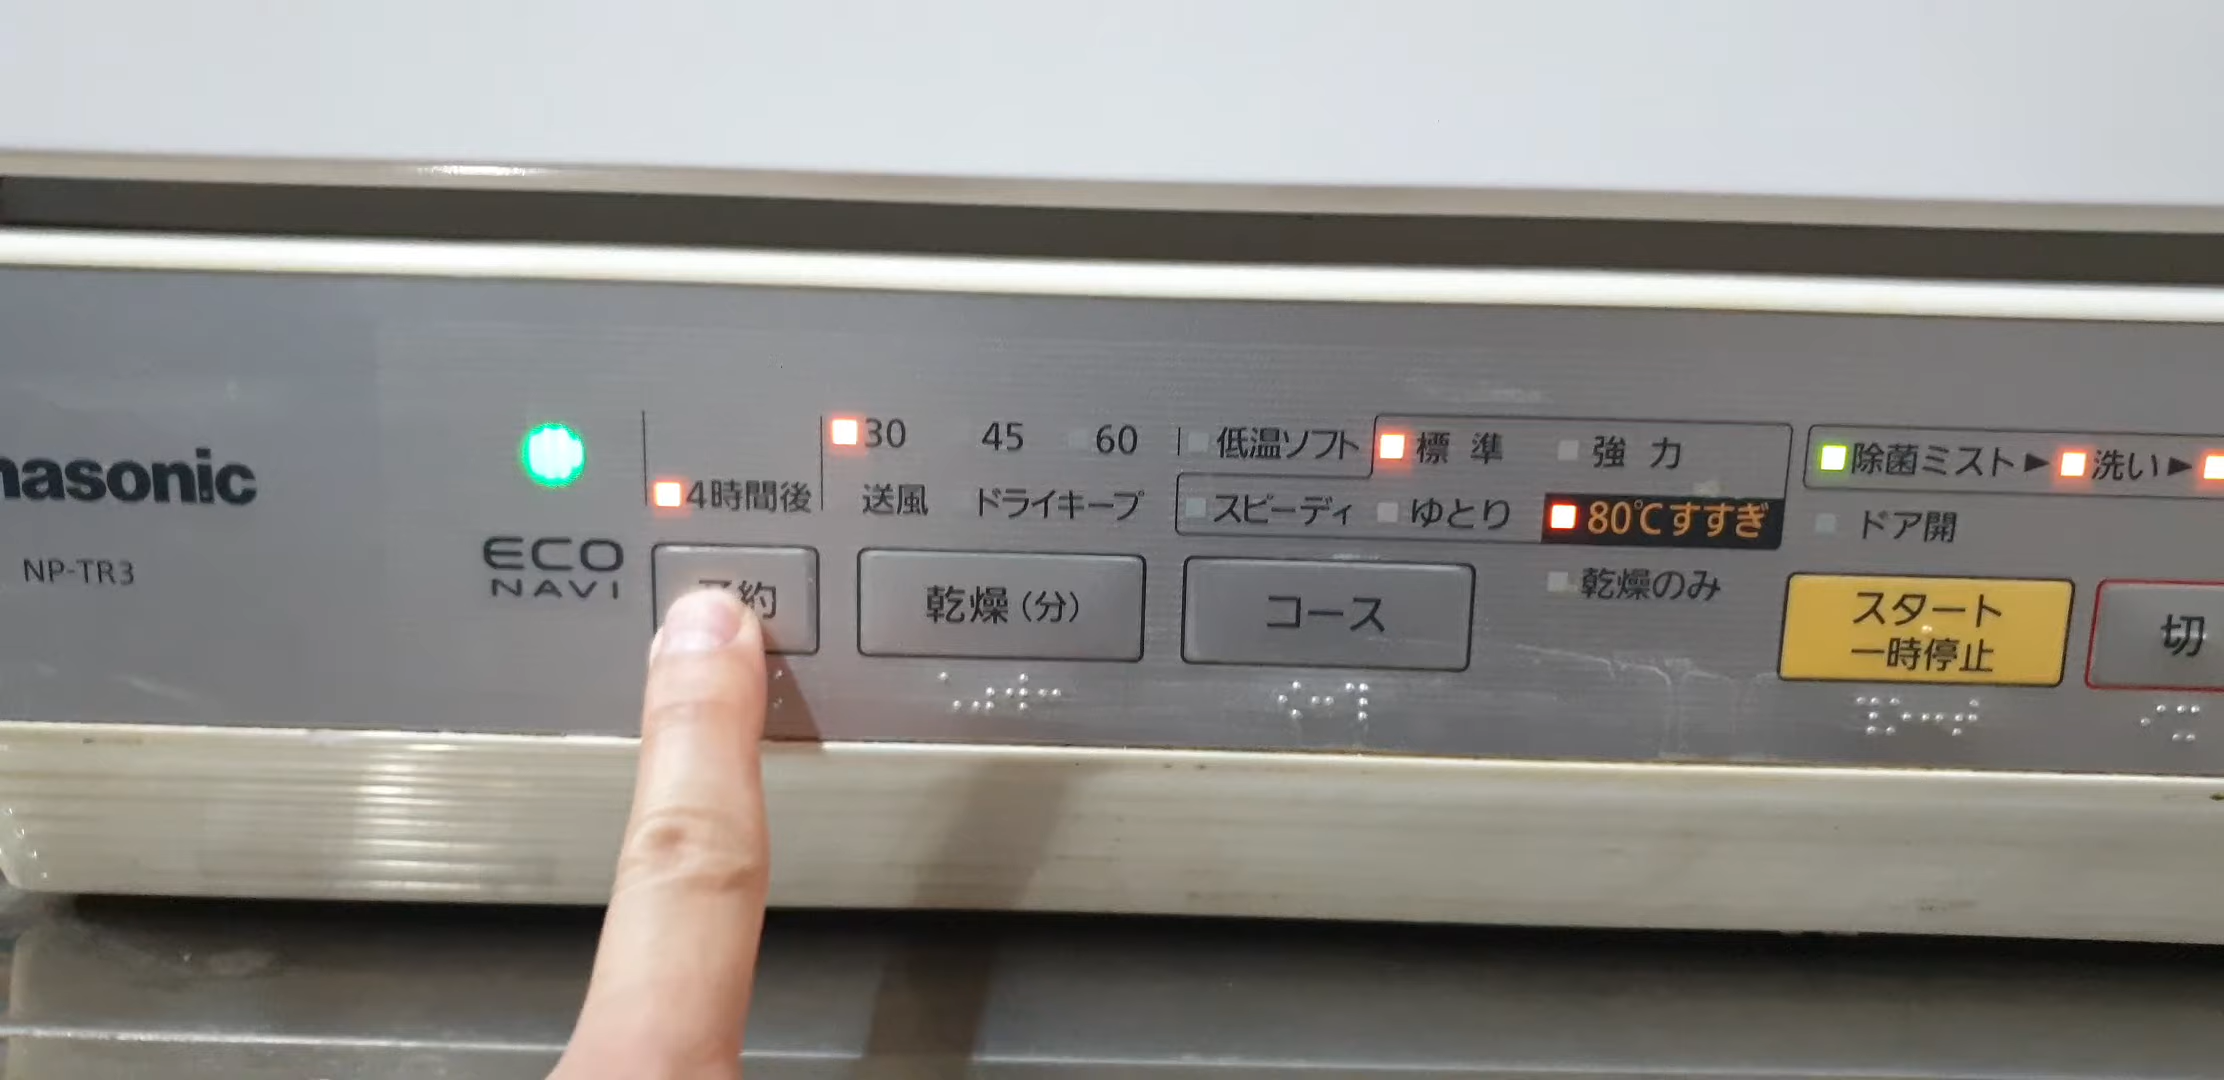 nasonic
NP-TR3
ECO
NAVI
4時間後
30 45 60
送風 ドライキープ
低温ソフト 標準 強力
スピーディ ゆとり 80℃すすぎ
乾燥のみ
除菌ミスト▶洗い▶
ドア開
約
乾燥(分)
コース
スタート
一時停止
切